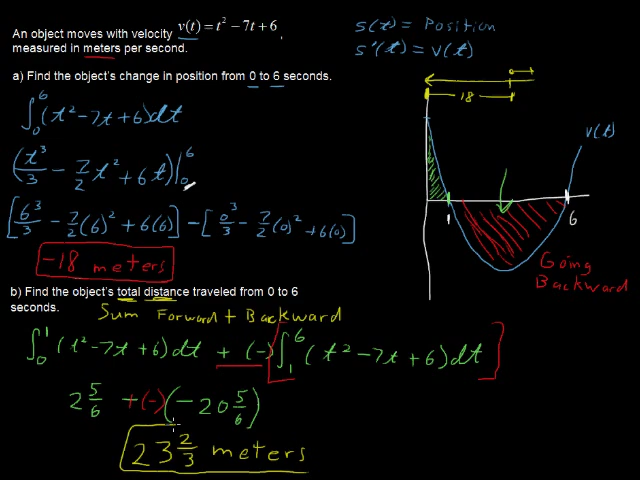 An object moves with velocity v(t) = t² − 7t + 6,
measured in meters per second.
a) Find the object's change in position from 0 to 6 seconds.
∫₀⁶ (t² − 7t + 6) dt
(t³/3 − 7/2 t² + 6t)|₀⁶
[6³/3 − 7/2 (6)² + 6(6)] − [0³/3 − 7/2 (0)² + 6(0)]
−18 meters
s(t) = Position
s'(t) = v(t)
18
v(t)
1
6
Going
Backward
b) Find the object's total distance traveled from 0 to 6
seconds.
Sum Forward + Backward
∫₀¹ (t² − 7t + 6) dt + (−) [∫₁⁶ (t² − 7t + 6) dt]
2 5/6 + (−) (−20 5/6)
23 2/3 meters